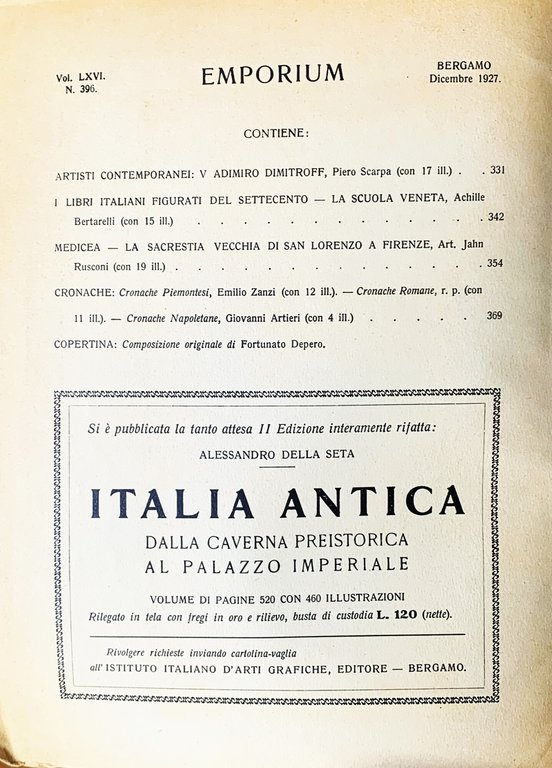 Vol. LXVI.
N. 396.
EMPORIUM
BERGAMO
Dicembre 1927.
CONTIENE:
ARTISTI CONTEMPORANEI: V ADIMIRO DIMITROFF, Piero Scarpa (con 17 ill.) . . 331
I LIBRI ITALIANI FIGURATI DEL SETTECENTO — LA SCUOLA VENETA, Achille
Bertarelli (con 15 ill.) . . . . . . . . . . . . . 342
MEDICEA — LA SACRESTIA VECCHIA DI SAN LORENZO A FIRENZE, Art. Jahn
Rusconi (con 19 ill.) . . . . . . . . . . . . . . 354
CRONACHE: Cronache Piemontesi, Emilio Zanzi (con 12 ill.). — Cronache Romane, r. p. (con
11 ill.). — Cronache Napoletane, Giovanni Artieri (con 4 ill.) . . . . . 369
COPERTINA: Composizione originale di Fortunato Depero.
Si è pubblicata la tanto attesa II Edizione interamente rifatta:
ALESSANDRO DELLA SETA
ITALIA ANTICA
DALLA CAVERNA PREISTORICA
AL PALAZZO IMPERIALE
VOLUME DI PAGINE 520 CON 460 ILLUSTRAZIONI
Rilegato in tela con fregi in oro e rilievo, busta di custodia L. 120 (nette).
Rivolgere richieste inviando cartolina-vaglia
all' ISTITUTO ITALIANO D'ARTI GRAFICHE, EDITORE — BERGAMO.